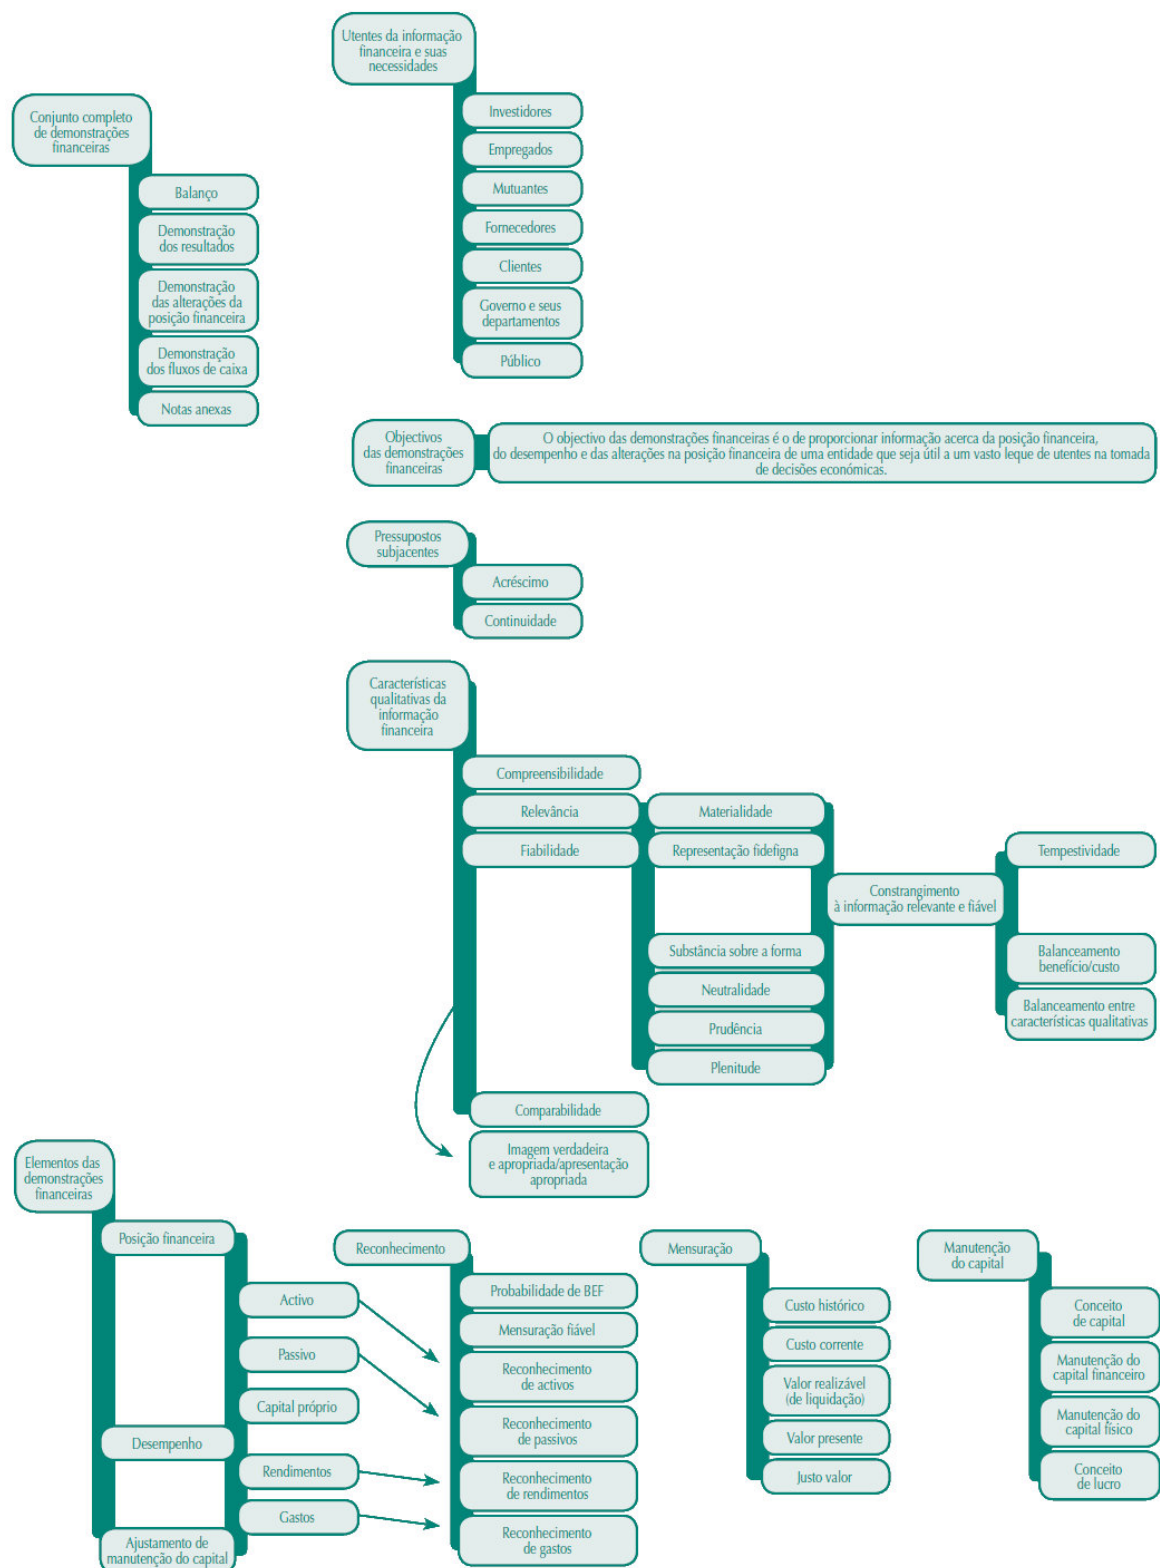 Utentes da informação
financeira e suas
necessidades
Investidores
Empregados
Mutuantes
Fornecedores
Clientes
Governo e seus
departamentos
Público
Conjunto completo
de demonstrações
financeiras
Balanço
Demonstração
dos resultados
Demonstração
das alterações da
posição financeira
Demonstração
dos fluxos de caixa
Notas anexas
Objectivos
das demonstrações
financeiras
O objectivo das demonstrações financeiras é o de proporcionar informação acerca da posição financeira,
do desempenho e das alterações na posição financeira de uma entidade que seja útil a um vasto leque de utentes na tomada
de decisões económicas.
Pressupostos
subjacentes
Acréscimo
Continuidade
Características
qualitativas da
informação
financeira
Compreensibilidade
Relevância
Fiabilidade
Materialidade
Representação fidefigna
Substância sobre a forma
Neutralidade
Prudência
Plenitude
Constrangimento
à informação relevante e fiável
Tempestividade
Balanceamento
benefício/custo
Balanceamento entre
características qualitativas
Comparabilidade
Imagem verdadeira
e apropriada/apresentação
apropriada
Elementos das
demonstrações
financeiras
Posição financeira
Activo
Passivo
Capital próprio
Desempenho
Rendimentos
Gastos
Ajustamento de
manutenção do capital
Reconhecimento
Probabilidade de BEF
Mensuração fiável
Reconhecimento
de activos
Reconhecimento
de passivos
Reconhecimento
de rendimentos
Reconhecimento
de gastos
Mensuração
Custo histórico
Custo corrente
Valor realizável
(de liquidação)
Valor presente
Justo valor
Manutenção
do capital
Conceito
de capital
Manutenção do
capital financeiro
Manutenção do
capital físico
Conceito
de lucro